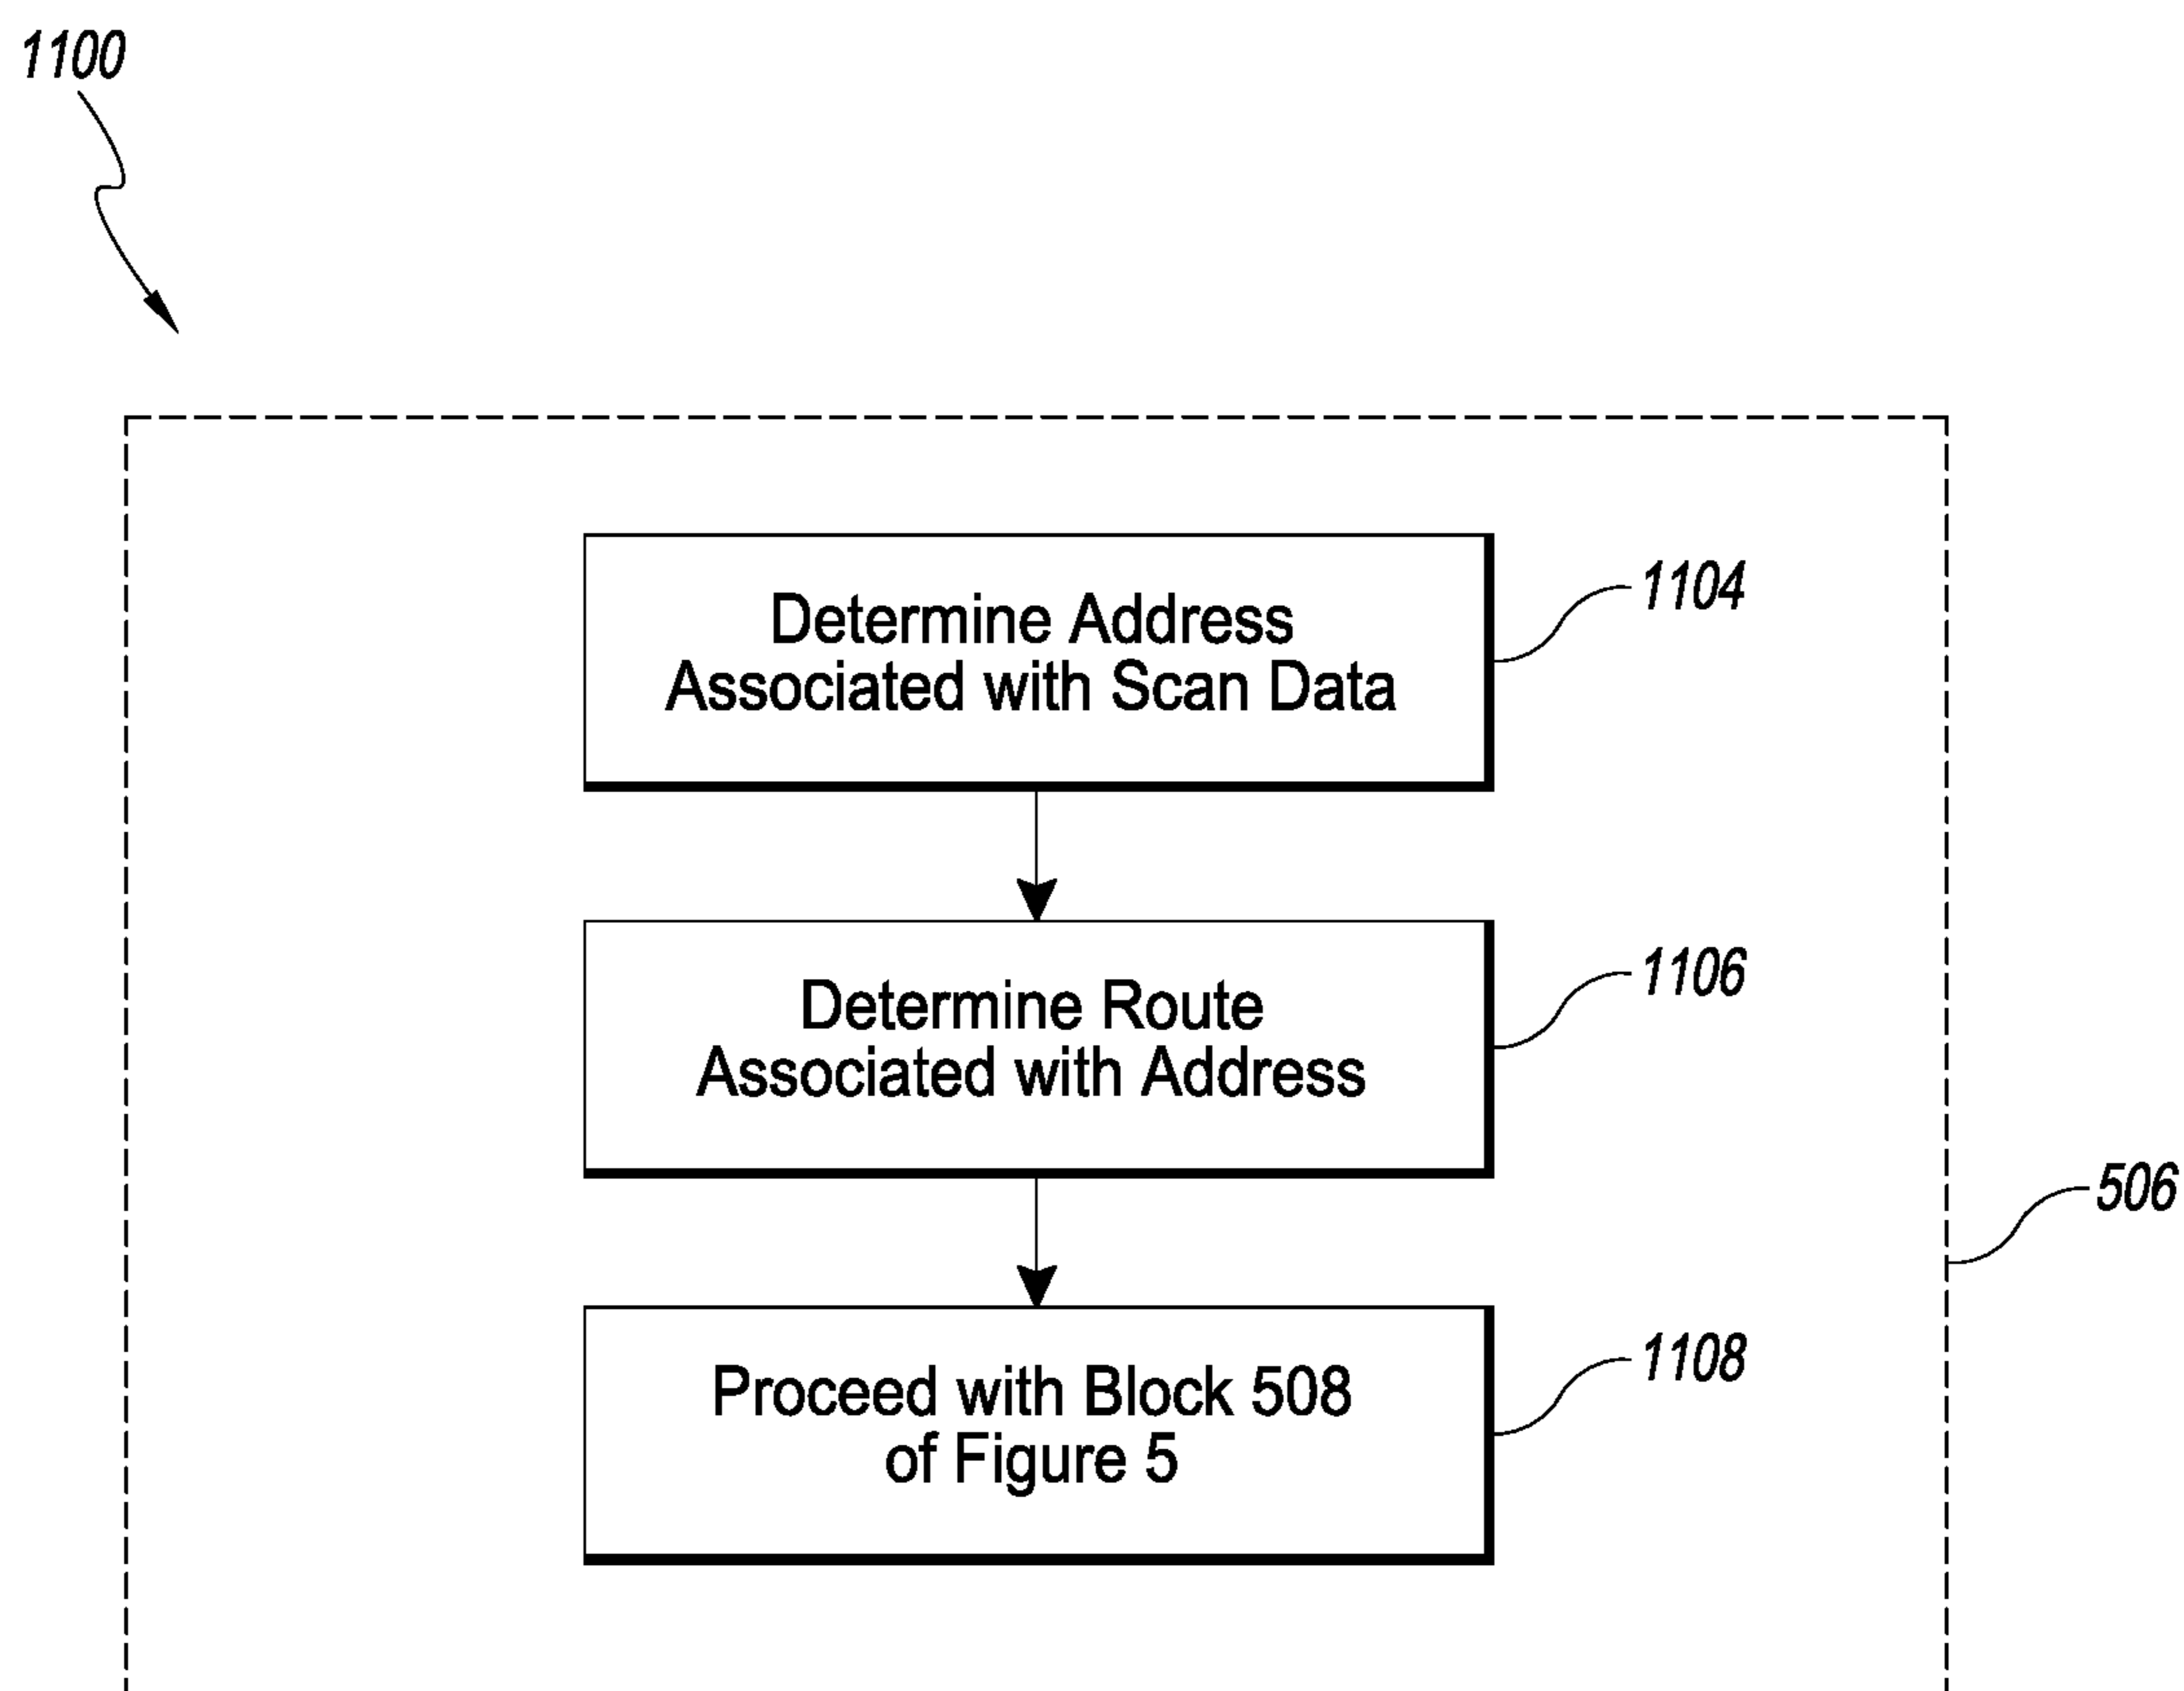 1100
Determine Address
Associated with Scan Data
1104
Determine Route
Associated with Address
1106
506
Proceed with Block 508
of Figure 5
1108